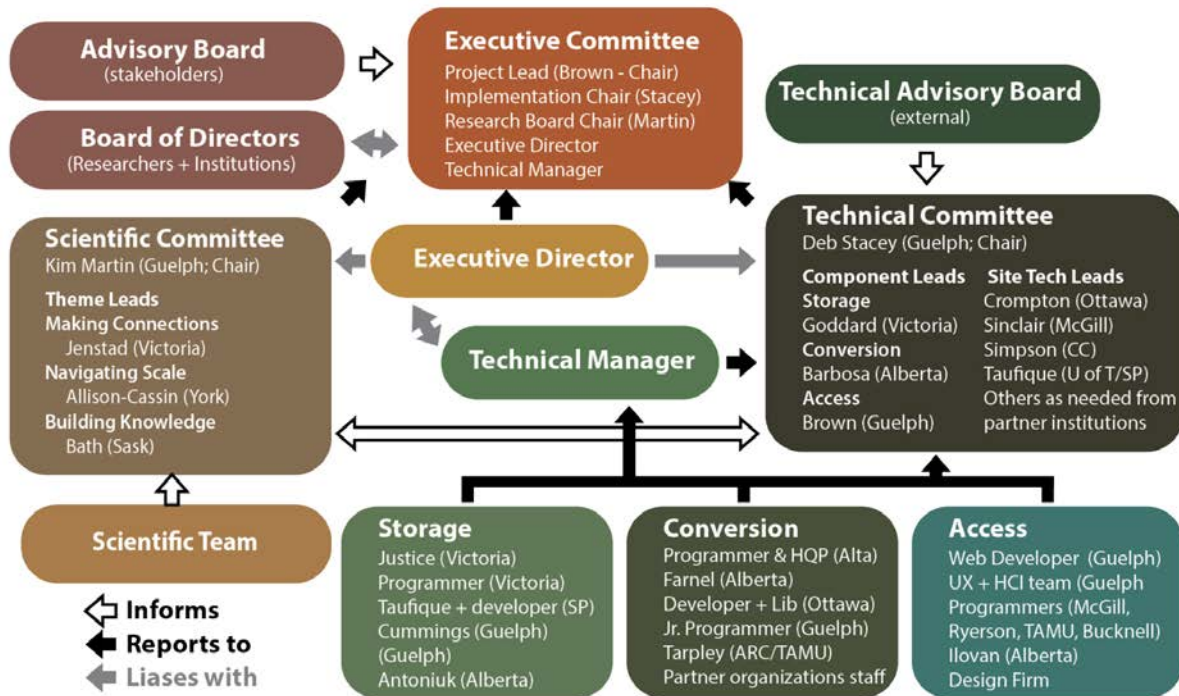 Advisory Board
(stakeholders)
Board of Directors
(Researchers + Institutions)
Executive Committee
Project Lead (Brown - Chair)
Implementation Chair (Stacey)
Research Board Chair (Martin)
Executive Director
Technical Manager
Technical Advisory Board
(external)
Scientific Committee
Kim Martin (Guelph; Chair)
Theme Leads
Making Connections
Jenstad (Victoria)
Navigating Scale
Allison-Cassin (York)
Building Knowledge
Bath (Sask)
Executive Director
Technical Manager
Technical Committee
Deb Stacey (Guelph; Chair)
Component Leads
Storage
Goddard (Victoria)
Conversion
Barbosa (Alberta)
Access
Brown (Guelph)
Site Tech Leads
Crompton (Ottawa)
Sinclair (McGill)
Simpson (CC)
Taufique (U of T/SP)
Others as needed from
partner institutions
Scientific Team
Informs
Reports to
Liases with
Storage
Justice (Victoria)
Programmer (Victoria)
Taufique + developer (SP)
Cummings (Guelph)
(Guelph)
Antoniuk (Alberta)
Conversion
Programmer & HQP (Alta)
Farnel (Alberta)
Developer + Lib (Ottawa)
Jr. Programmer (Guelph)
Tarpley (ARC/TAMU)
Partner organizations staff
Access
Web Developer (Guelph)
UX + HCI team (Guelph
Programmers (McGill,
Ryerson, TAMU, Bucknell)
Ilovan (Alberta)
Design Firm